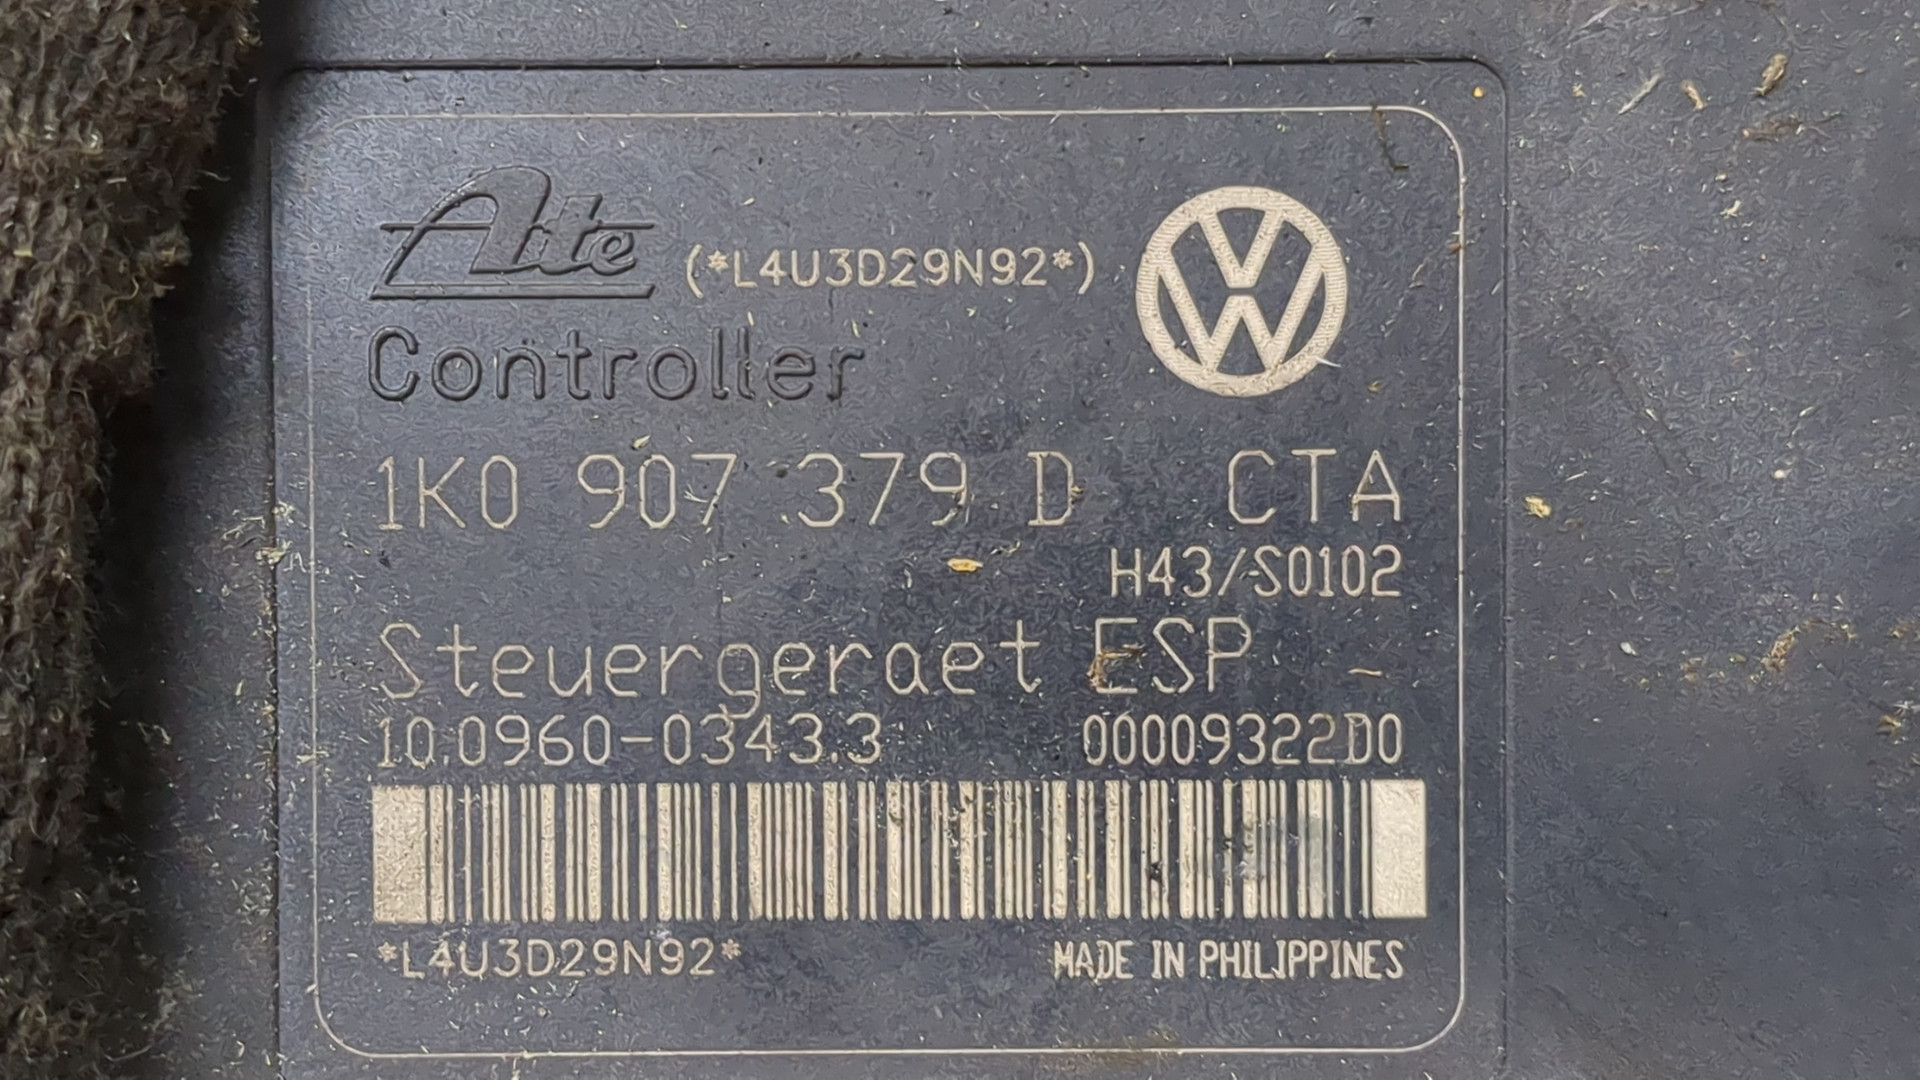 Ate (*L4U3D29N92*)
Controller
1K0 907 379 D CTA
H43/S0102
Steuergeraet ESP -
10.0960-0343.3 00009322D0
*L4U3D29N92* MADE IN PHILIPPINES